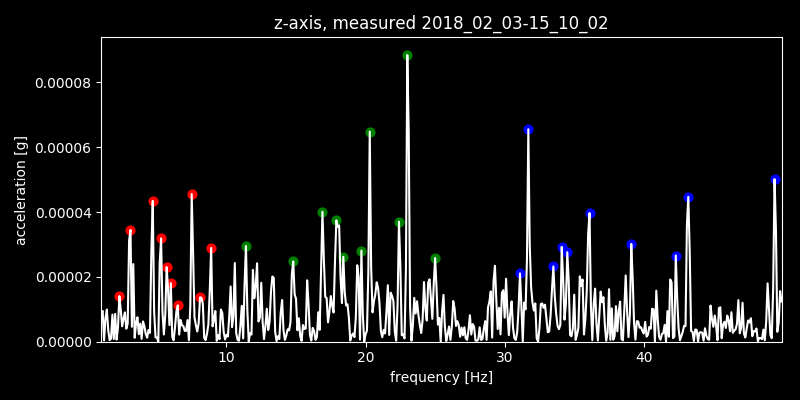 z-axis, measured 2018_02_03-15_10_02
acceleration [g]
0.00008
0.00006
0.00004
0.00002
0.00000
10 20 30 40
frequency [Hz]